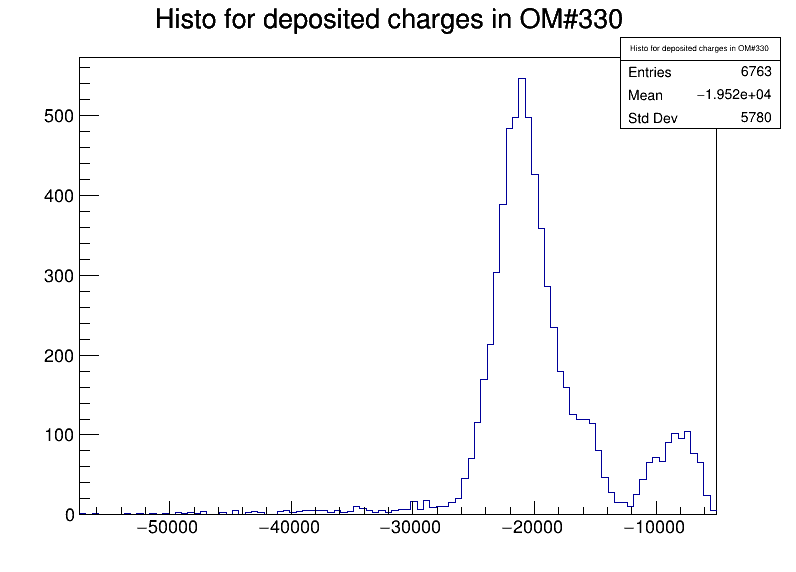 Histo for deposited charges in OM#330
Histo for deposited charges in OM#330
Entries 6763
Mean −1.952e+04
Std Dev 5780
500
400
300
200
100
0
−50000 −40000 −30000 −20000 −10000